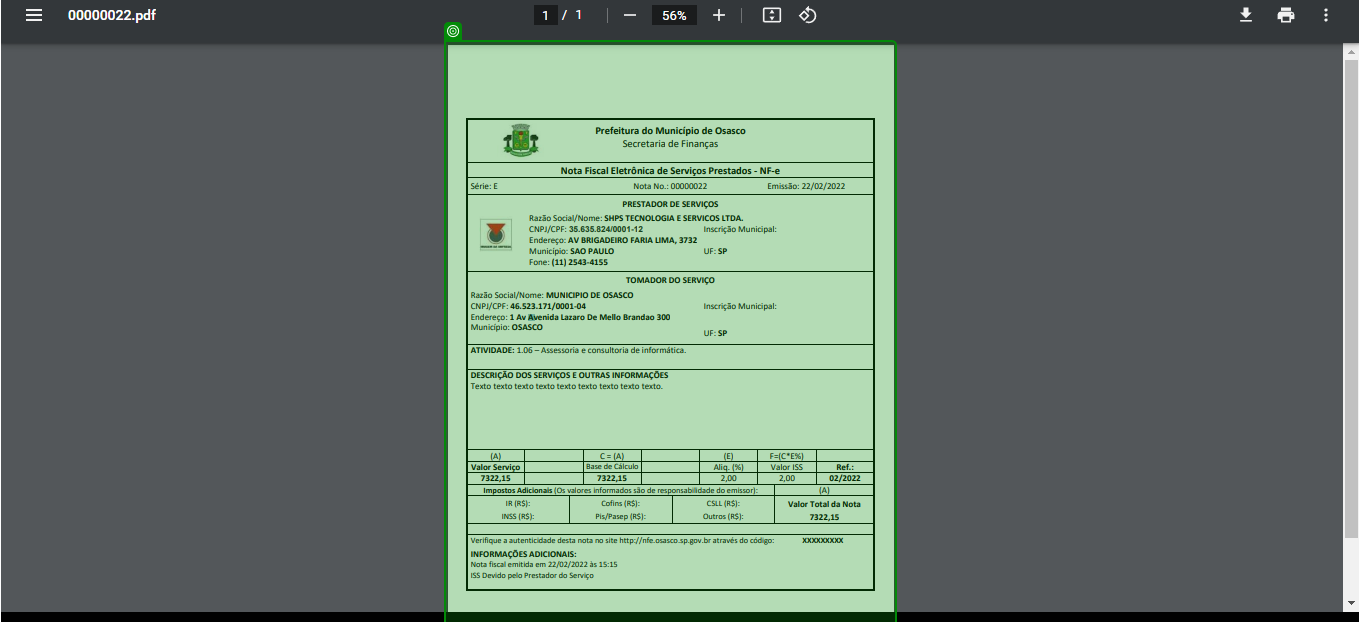 00000022.pdf
1 / 1
56%
Prefeitura do Município de Osasco
Secretaria de Finanças
Nota Fiscal Eletrônica de Serviços Prestados - NF-e
Série: E Nota No.: 00000022 Emissão: 22/02/2022
PRESTADOR DE SERVIÇOS
Razão Social/Nome: SHPS TECNOLOGIA E SERVICOS LTDA.
CNPJ/CPF: 35.635.824/0001-12 Inscrição Municipal:
Endereço: AV BRIGADEIRO FARIA LIMA, 3732
Município: SAO PAULO UF: SP
Fone: (11) 2543-4155
TOMADOR DO SERVIÇO
Razão Social/Nome: MUNICIPIO DE OSASCO
CNPJ/CPF: 46.523.171/0001-04 Inscrição Municipal:
Endereço: 1 Av Avenida Lazaro De Mello Brandao 300
Município: OSASCO
UF: SP
ATIVIDADE: 1.06 – Assessoria e consultoria de informática.
DESCRIÇÃO DOS SERVIÇOS E OUTRAS INFORMAÇÕES
Texto texto texto texto texto texto texto texto texto.
(A) C = (A) (E) F=(C*E%)
Valor Serviço Base de Cálculo Alíq. (%) Valor ISS Ref.:
7322,15 7322,15 2,00 2,00 02/2022
Impostos Adicionais (Os valores informados são de responsabilidade do emissor): (A)
IR (R$): Cofins (R$): CSLL (R$): Valor Total da Nota
INSS (R$): Pis/Pasep (R$): Outros (R$): 7322,15
Verifique a autenticidade desta nota no site http://nfe.osasco.sp.gov.br através do código: XXXXXXXXX
INFORMAÇÕES ADICIONAIS:
Nota fiscal emitida em 22/02/2022 às 15:15
ISS Devido pelo Prestador do Serviço